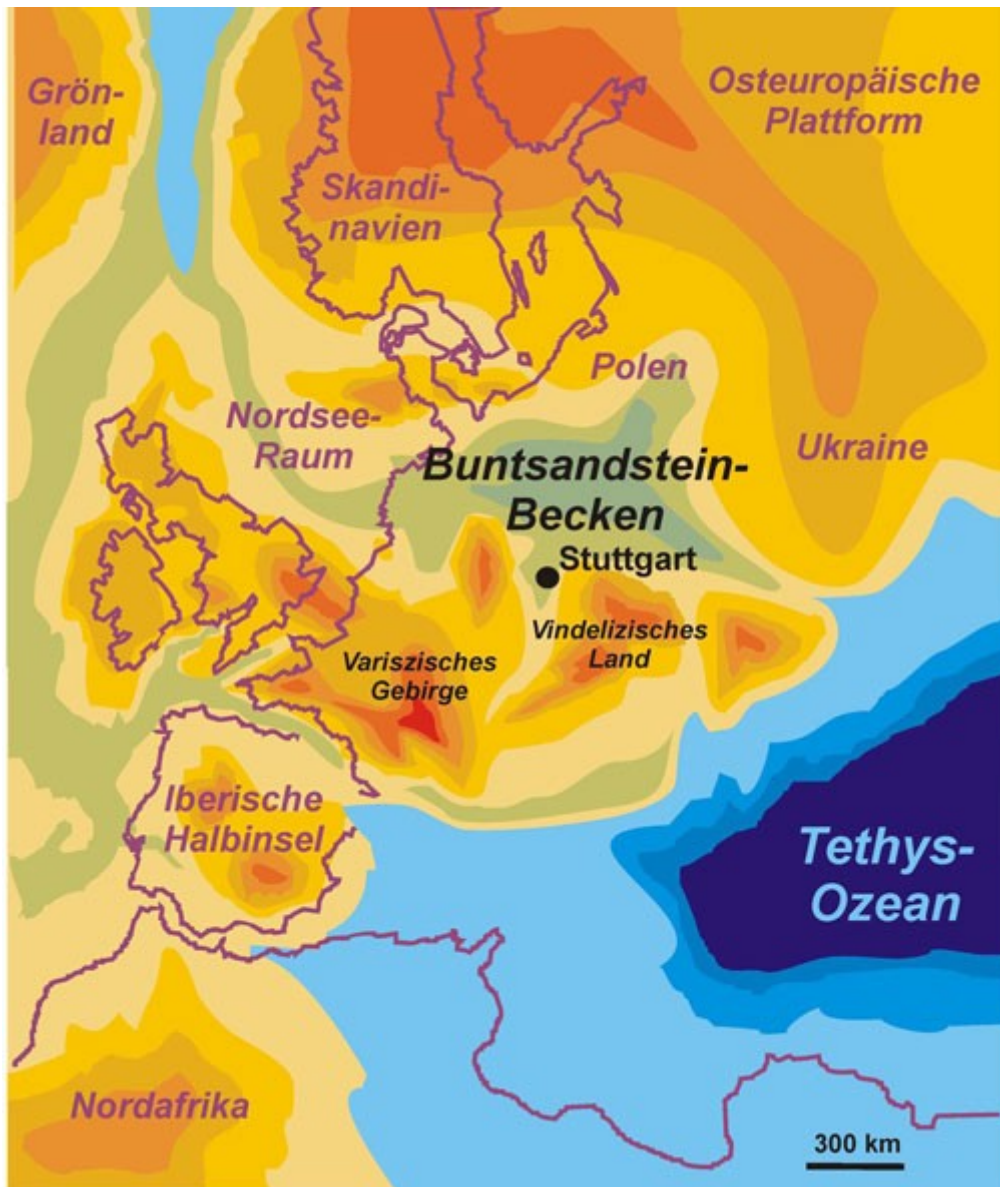 Grön-
land
Osteuropäische
Plattform
Skandi-
navien
Polen
Nordsee-
Raum
Ukraine
Buntsandstein-
Becken
Stuttgart
Vindelizisches
Land
Variszisches
Gebirge
Iberische
Halbinsel
Tethys-
Ozean
Nordafrika
300 km